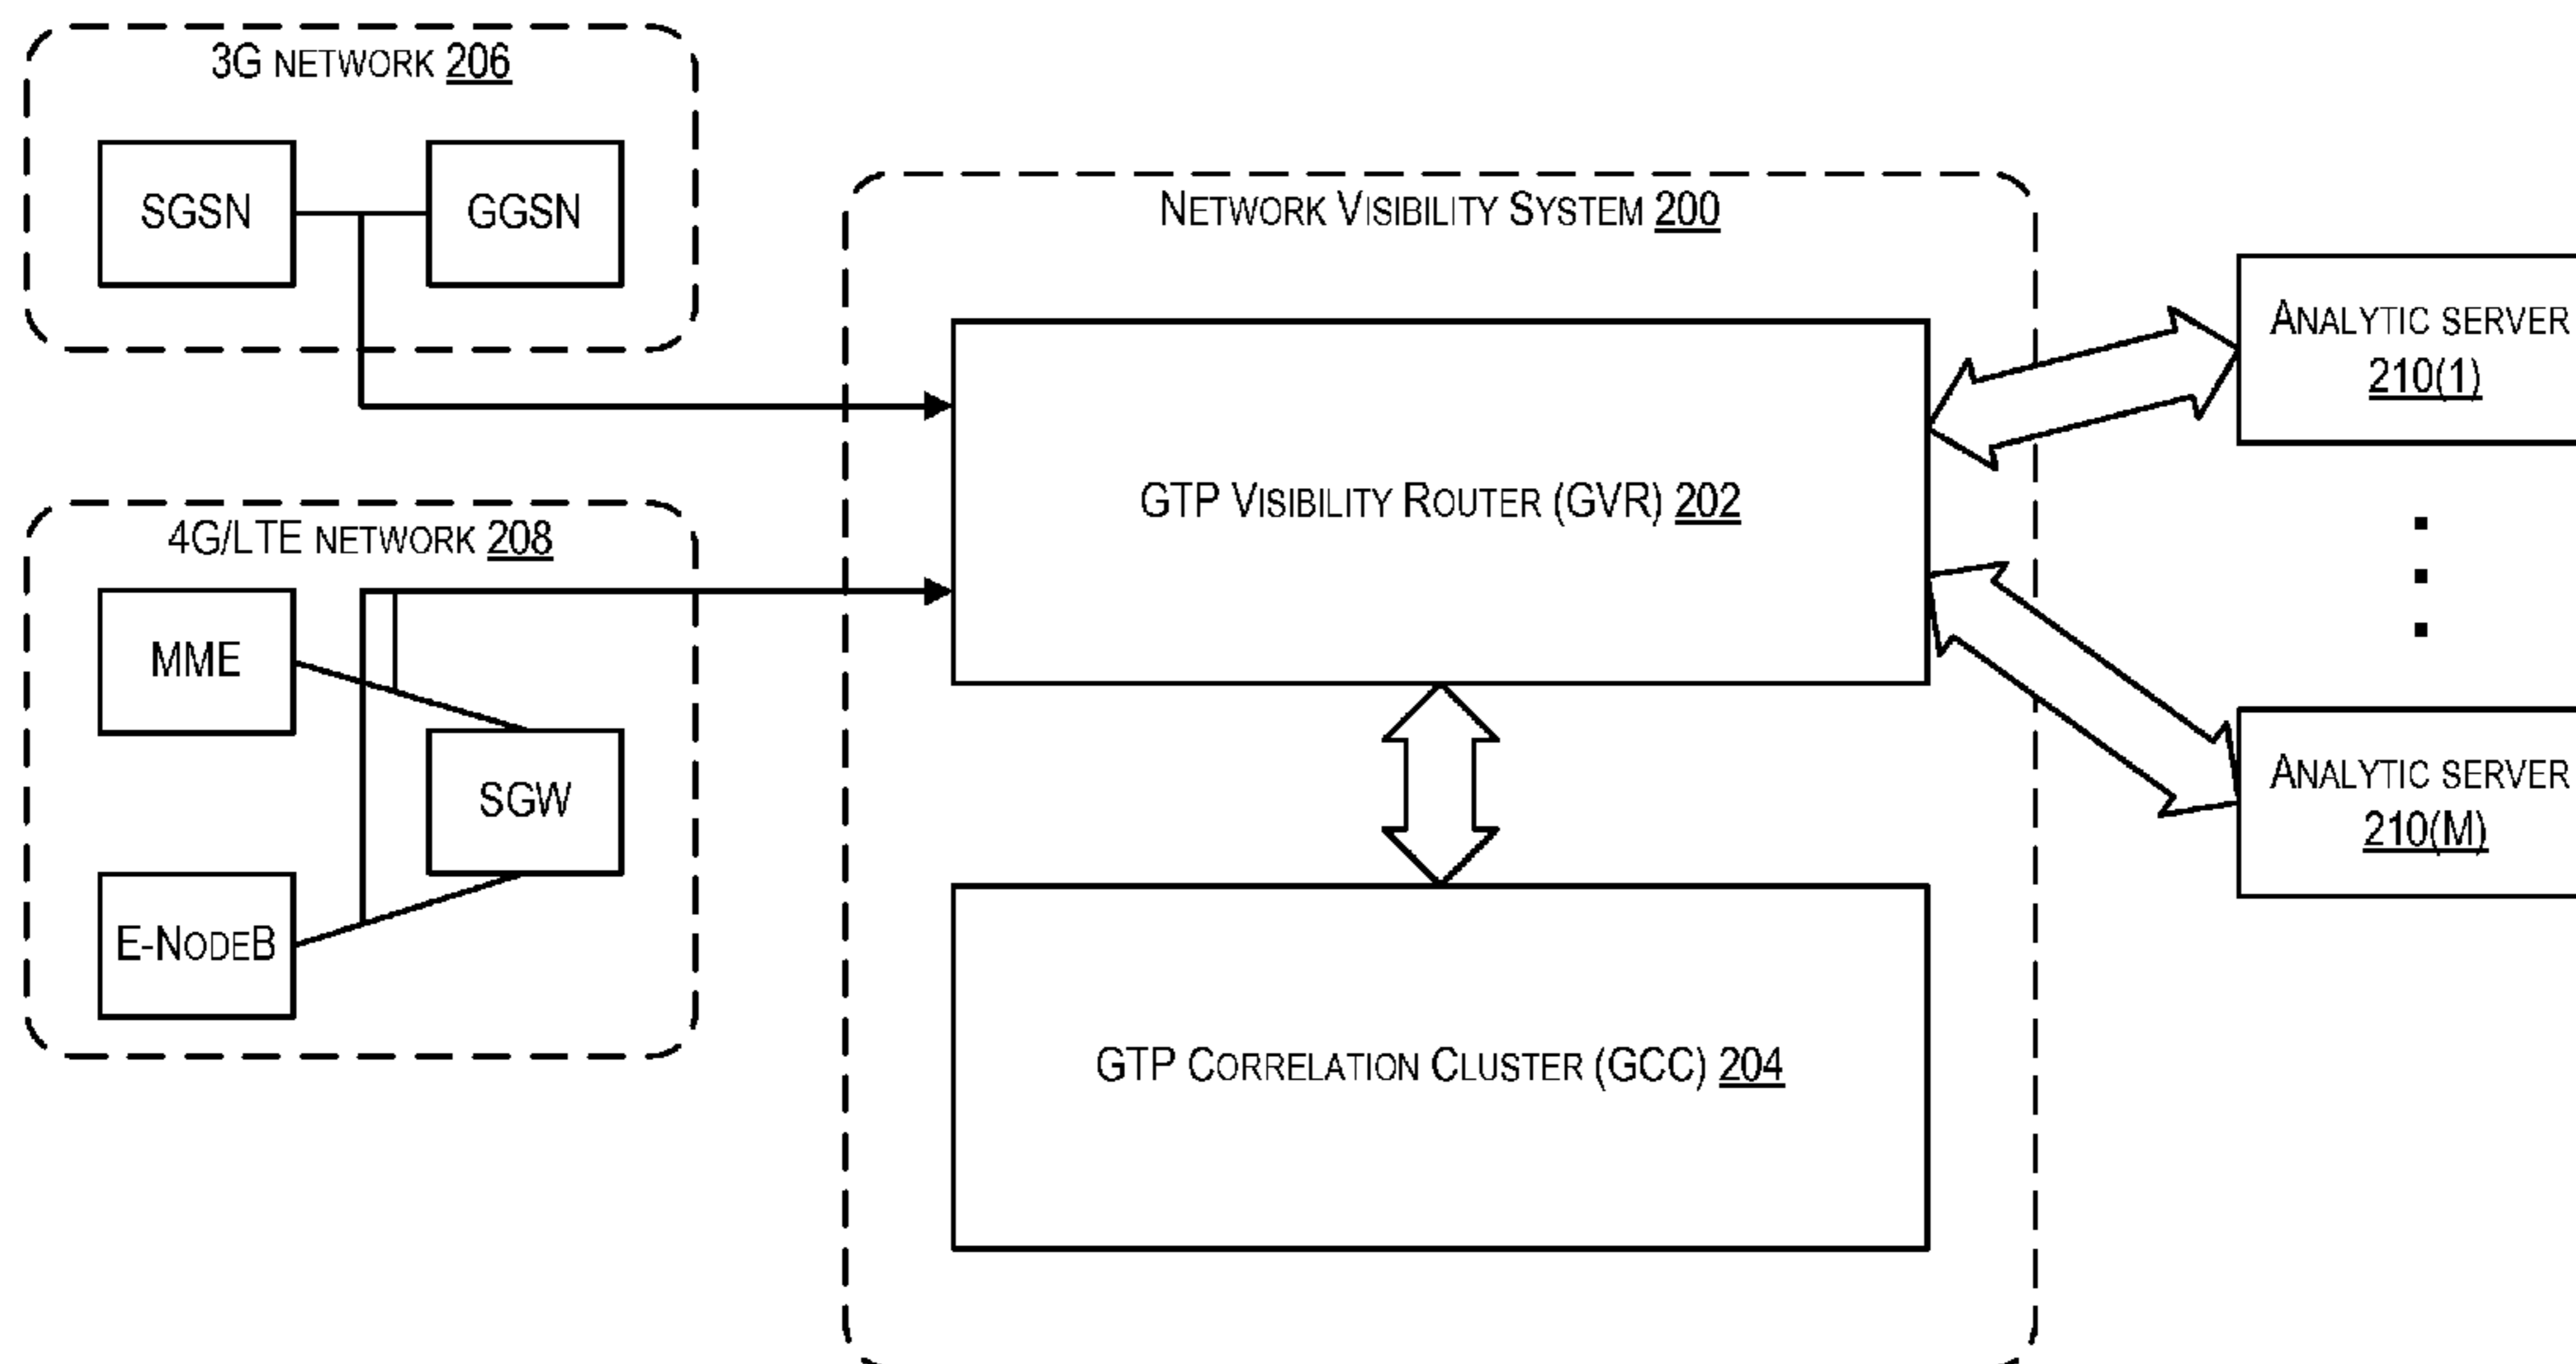 3G NETWORK 206
SGSN
GGSN
NETWORK VISIBILITY SYSTEM 200
GTP VISIBILITY ROUTER (GVR) 202
ANALYTIC SERVER
210(1)
4G/LTE NETWORK 208
MME
SGW
E-NODEB
ANALYTIC SERVER
210(M)
GTP CORRELATION CLUSTER (GCC) 204